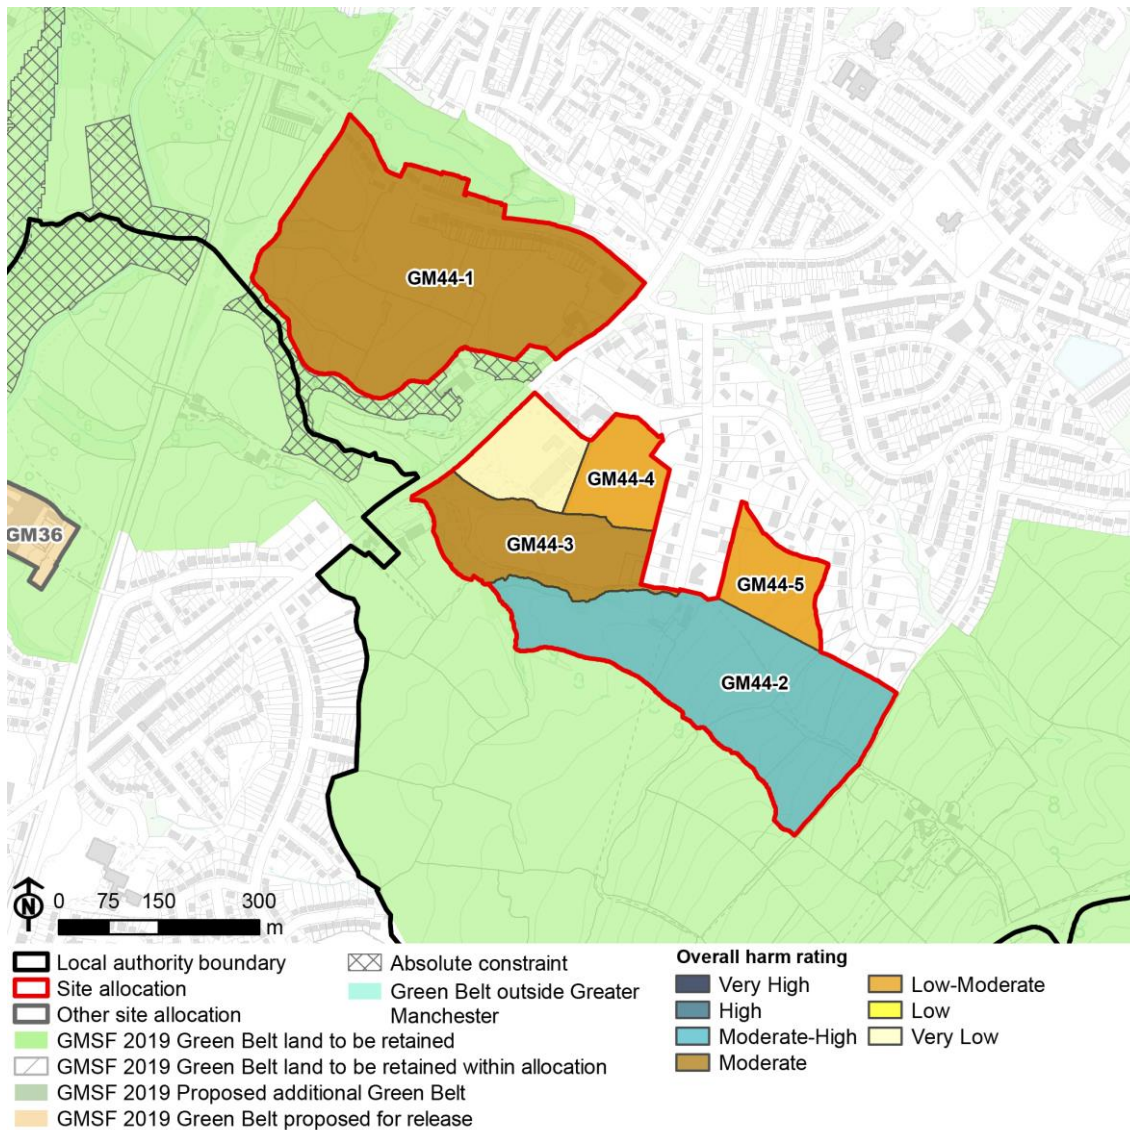 GM44-1
GM44-4
GM36
GM44-3
GM44-5
GM44-2
N
0 75 150 300
m
Local authority boundary
Site allocation
Other site allocation
GMSF 2019 Green Belt land to be retained
GMSF 2019 Green Belt land to be retained within allocation
GMSF 2019 Proposed additional Green Belt
GMSF 2019 Green Belt proposed for release
Absolute constraint
Green Belt outside Greater
Manchester
Overall harm rating
Very High
High
Moderate-High
Moderate
Low-Moderate
Low
Very Low